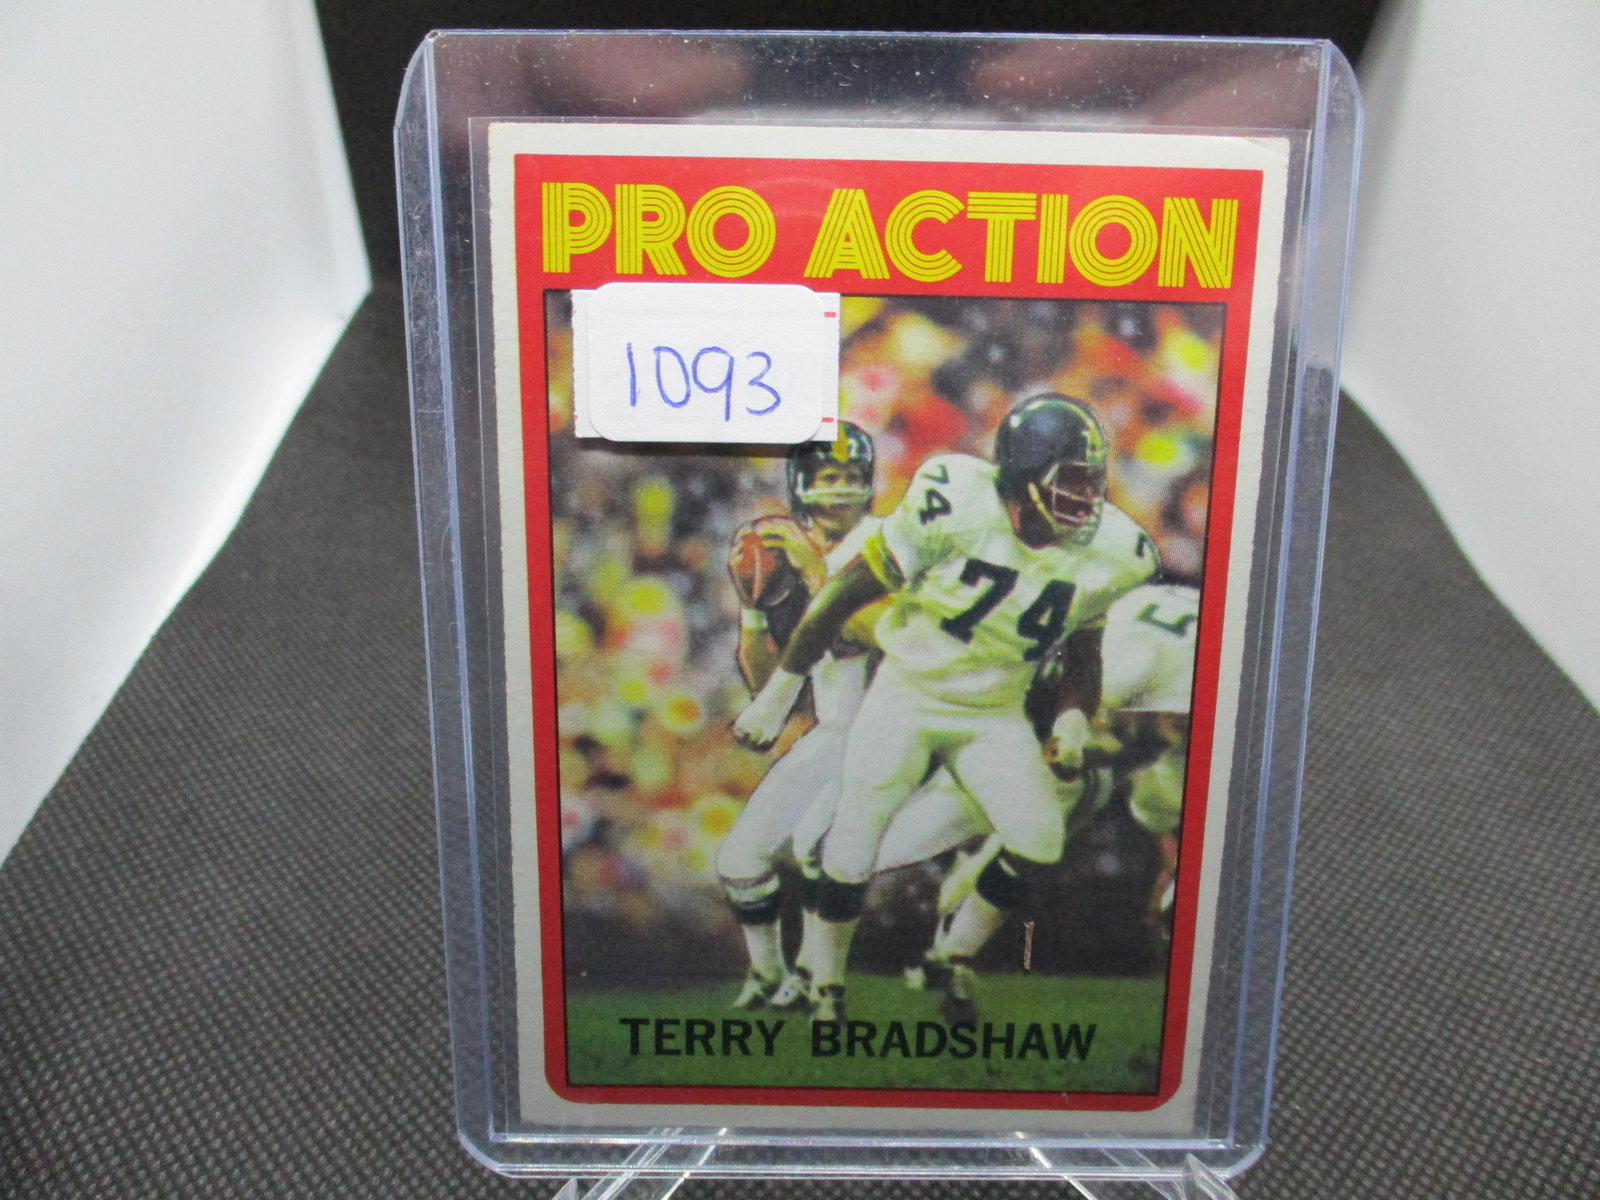 PRO ACTION
1093
74
74
TERRY BRADSHAW